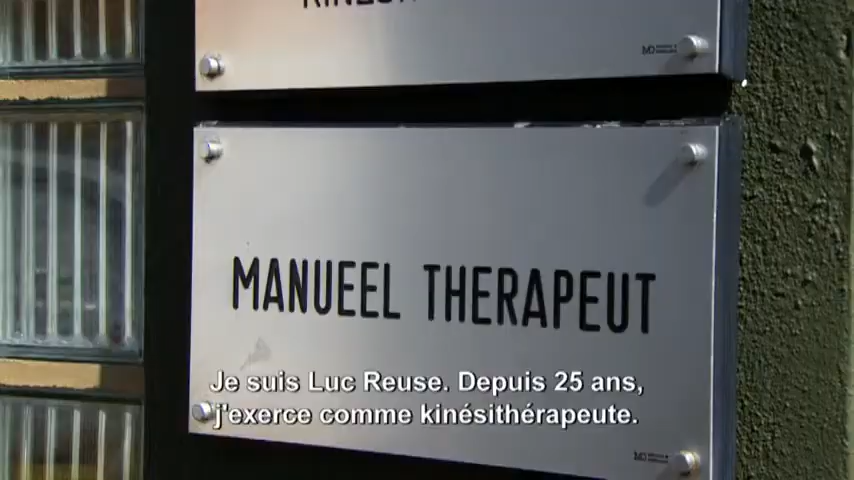 MANUEEL THERAPEUT
Je suis Luc Reuse. Depuis 25 ans,
j'exerce comme kinésithérapeute.